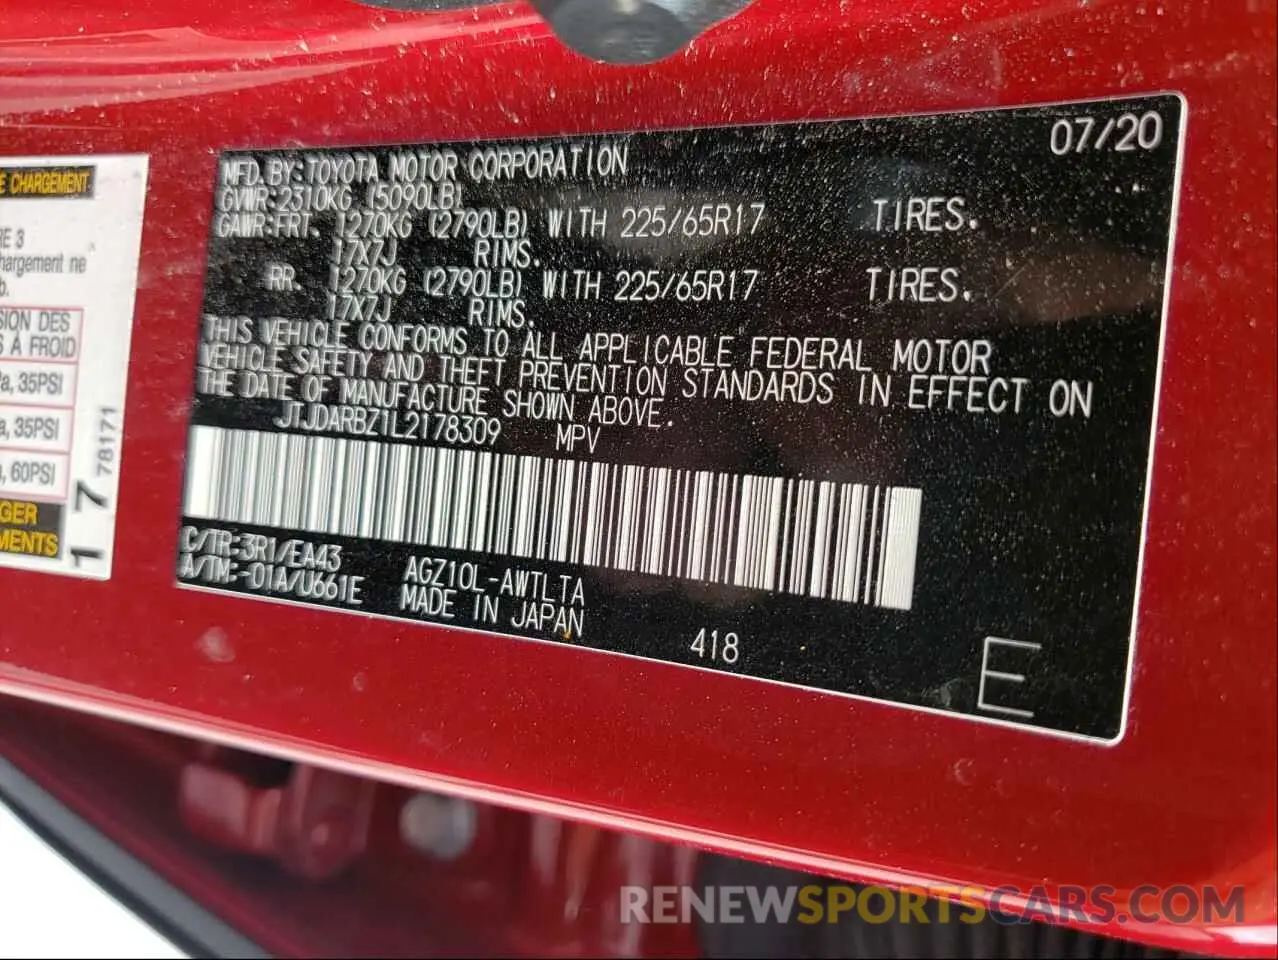 07/20
MFD. BY: TOYOTA MOTOR CORPORATION
GVWR: 2310KG (5090LB)
GAWR: FRT. 1270KG (2790LB) WITH 225/65R17 TIRES.
17X7J RIMS.
RR. 1270KG (2790LB) WITH 225/65R17 TIRES.
17X7J RIMS.
THIS VEHICLE CONFORMS TO ALL APPLICABLE FEDERAL MOTOR
VEHICLE SAFETY AND THEFT PREVENTION STANDARDS IN EFFECT ON
THE DATE OF MANUFACTURE SHOWN ABOVE.
JTJDARBZ1L2178309 MPV
C/TR:3R1/EA43 AGZ10L-AWTLTA
A/TM:-01A/U661E MADE IN JAPAN
418
E
CHARGEMENT
3
ne
SION DES
A FROID
35PSI
35PSI
60PSI
1 7 78171
RENEWSPORTSCARS.COM